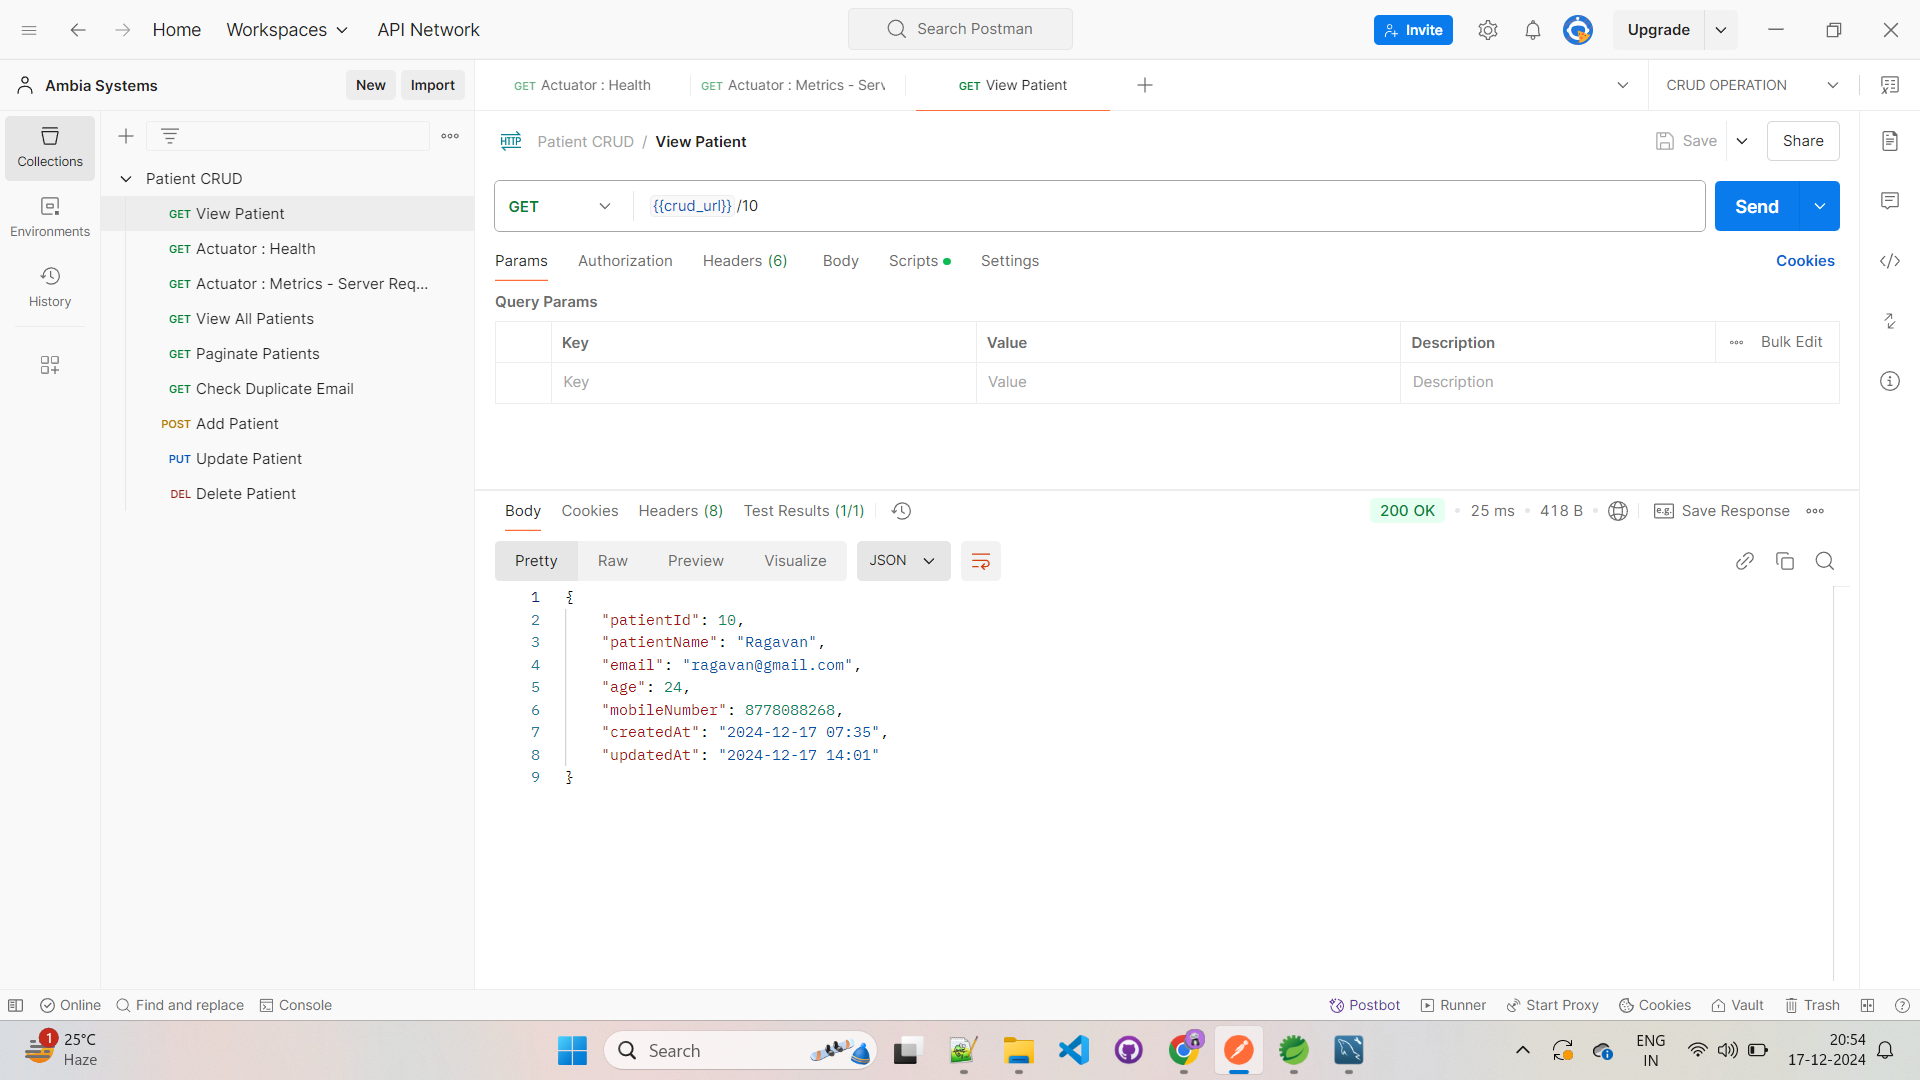 Home Workspaces API Network Search Postman Invite Upgrade
Ambia Systems New Import GET Actuator : Health GET Actuator : Metrics - Serv GET View Patient CRUD OPERATION
HTTP Patient CRUD / View Patient Save Share
Collections
Environments
History
Patient CRUD
GET View Patient
GET Actuator : Health
GET Actuator : Metrics - Server Req...
GET View All Patients
GET Paginate Patients
GET Check Duplicate Email
POST Add Patient
PUT Update Patient
DEL Delete Patient
GET {{crud_url}} /10 Send
Params Authorization Headers (6) Body Scripts Settings Cookies
Query Params
Key Value Description Bulk Edit
Key Value Description
Body Cookies Headers (8) Test Results (1/1) 200 OK 25 ms 418 B e.g. Save Response
Pretty Raw Preview Visualize JSON
1 {
2 "patientId": 10,
3 "patientName": "Ragavan",
4 "email": "ragavan@gmail.com",
5 "age": 24,
6 "mobileNumber": 8778088268,
7 "createdAt": "2024-12-17 07:35",
8 "updatedAt": "2024-12-17 14:01"
9 }
Online Find and replace Console Postbot Runner Start Proxy Cookies Vault Trash
1 25°C
Haze
Search
ENG
IN
20:54
17-12-2024